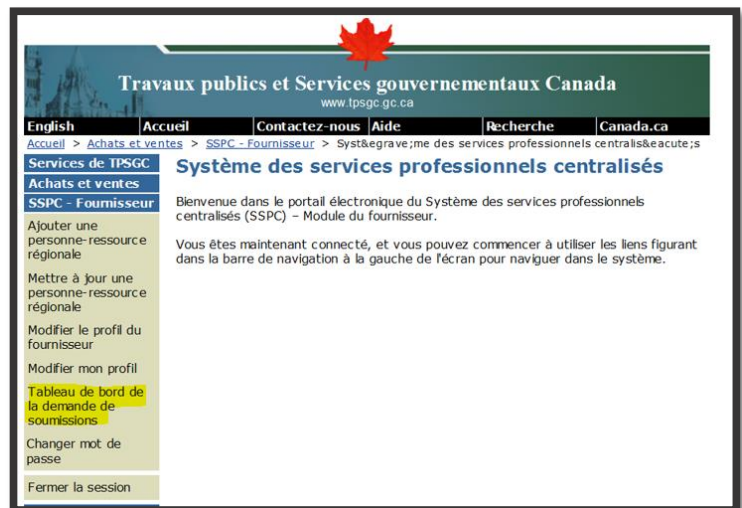 Travaux publics et Services gouvernementaux Canada
www.tpsgc.gc.ca
English Accueil Contactez-nous Aide Recherche Canada.ca
Accueil > Achats et ventes > SSPC - Fournisseur > Syst&egrave;me des services professionnels centralis&eacute;s
Services de TPSGC
Achats et ventes
SSPC - Fournisseur
Ajouter une
personne-ressource
régionale
Mettre à jour une
personne-ressource
régionale
Modifier le profil du
fournisseur
Modifier mon profil
Tableau de bord de
la demande de
soumissions
Changer mot de
passe
Fermer la session
Système des services professionnels centralisés
Bienvenue dans le portail électronique du Système des services professionnels
centralisés (SSPC) – Module du fournisseur.
Vous êtes maintenant connecté, et vous pouvez commencer à utiliser les liens figurant
dans la barre de navigation à la gauche de l'écran pour naviguer dans le système.